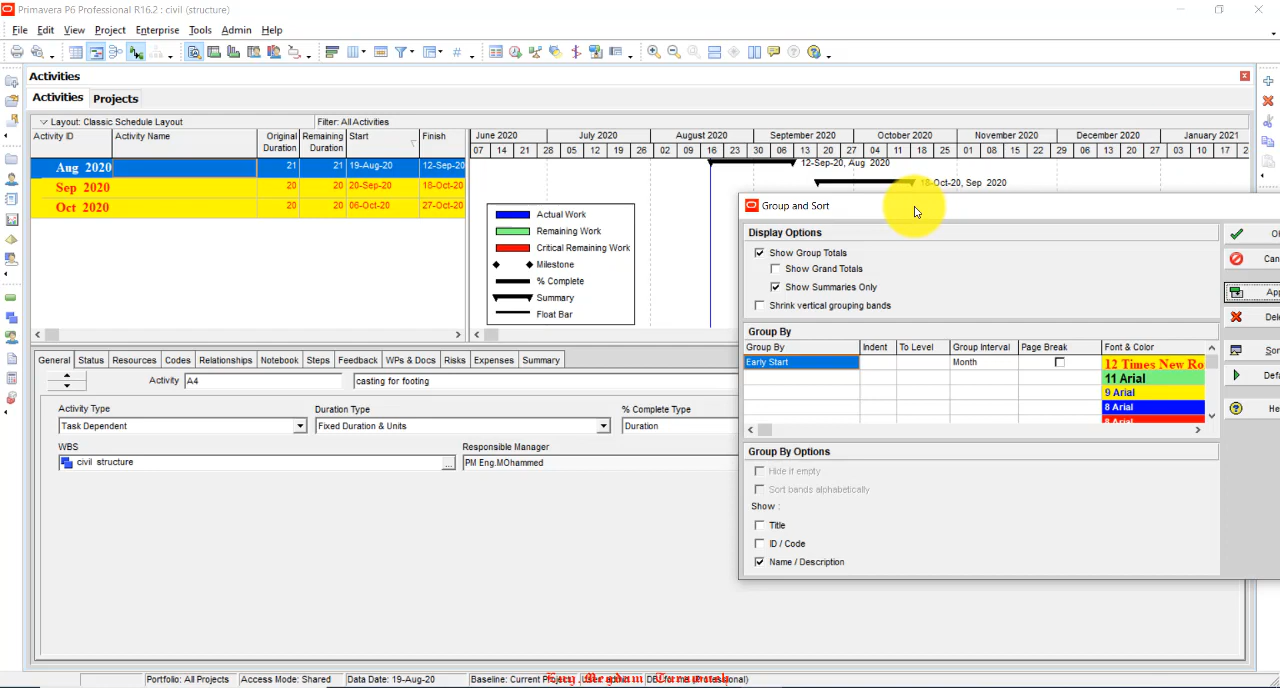 Primavera P6 Professional R16.2 : civil (structure)
File Edit View Project Enterprise Tools Admin Help
Activities
Activities Projects
Layout: Classic Schedule Layout Filter: All Activities
Activity ID Activity Name Original Duration Remaining Duration Start Finish
June 2020 July 2020 August 2020 September 2020 October 2020 November 2020 December 2020 January 2021
07 14 21 28 05 12 19 26 02 09 16 23 30 06 13 20 27 04 11 18 25 01 08 15 22 29 06 13 20 27 03 10 17 2
Aug 2020 21 21 19-Aug-20 12-Sep-20
12-Sep-20, Aug 2020
Sep 2020 20 20 20-Sep-20 18-Oct-20
18-Oct-20, Sep 2020
Oct 2020 20 20 06-Oct-20 27-Oct-20
Actual Work
Remaining Work
Critical Remaining Work
Milestone
% Complete
Summary
Float Bar
Group and Sort
Display Options
Show Group Totals
Show Grand Totals
Show Summaries Only
Shrink vertical grouping bands
Group By
Group By Indent To Level Group Interval Page Break Font & Color
Early Start Month 12 Times New Ro
11 Arial
9 Arial
8 Arial
8 Arial
Group By Options
Hide if empty
Sort bands alphabetically
Show :
Title
ID / Code
Name / Description
Can
App
Dele
Sor
Defa
He
General Status Resources Codes Relationships Notebook Steps Feedback WPs & Docs Risks Expenses Summary
Activity A4 casting for footing
Activity Type Duration Type % Complete Type
Task Dependent Fixed Duration & Units Duration
WBS Responsible Manager
civil structure ... PM Eng.MOhammed
Portfolio: All Projects Access Mode: Shared Data Date: 19-Aug-20 Baseline: Current Project